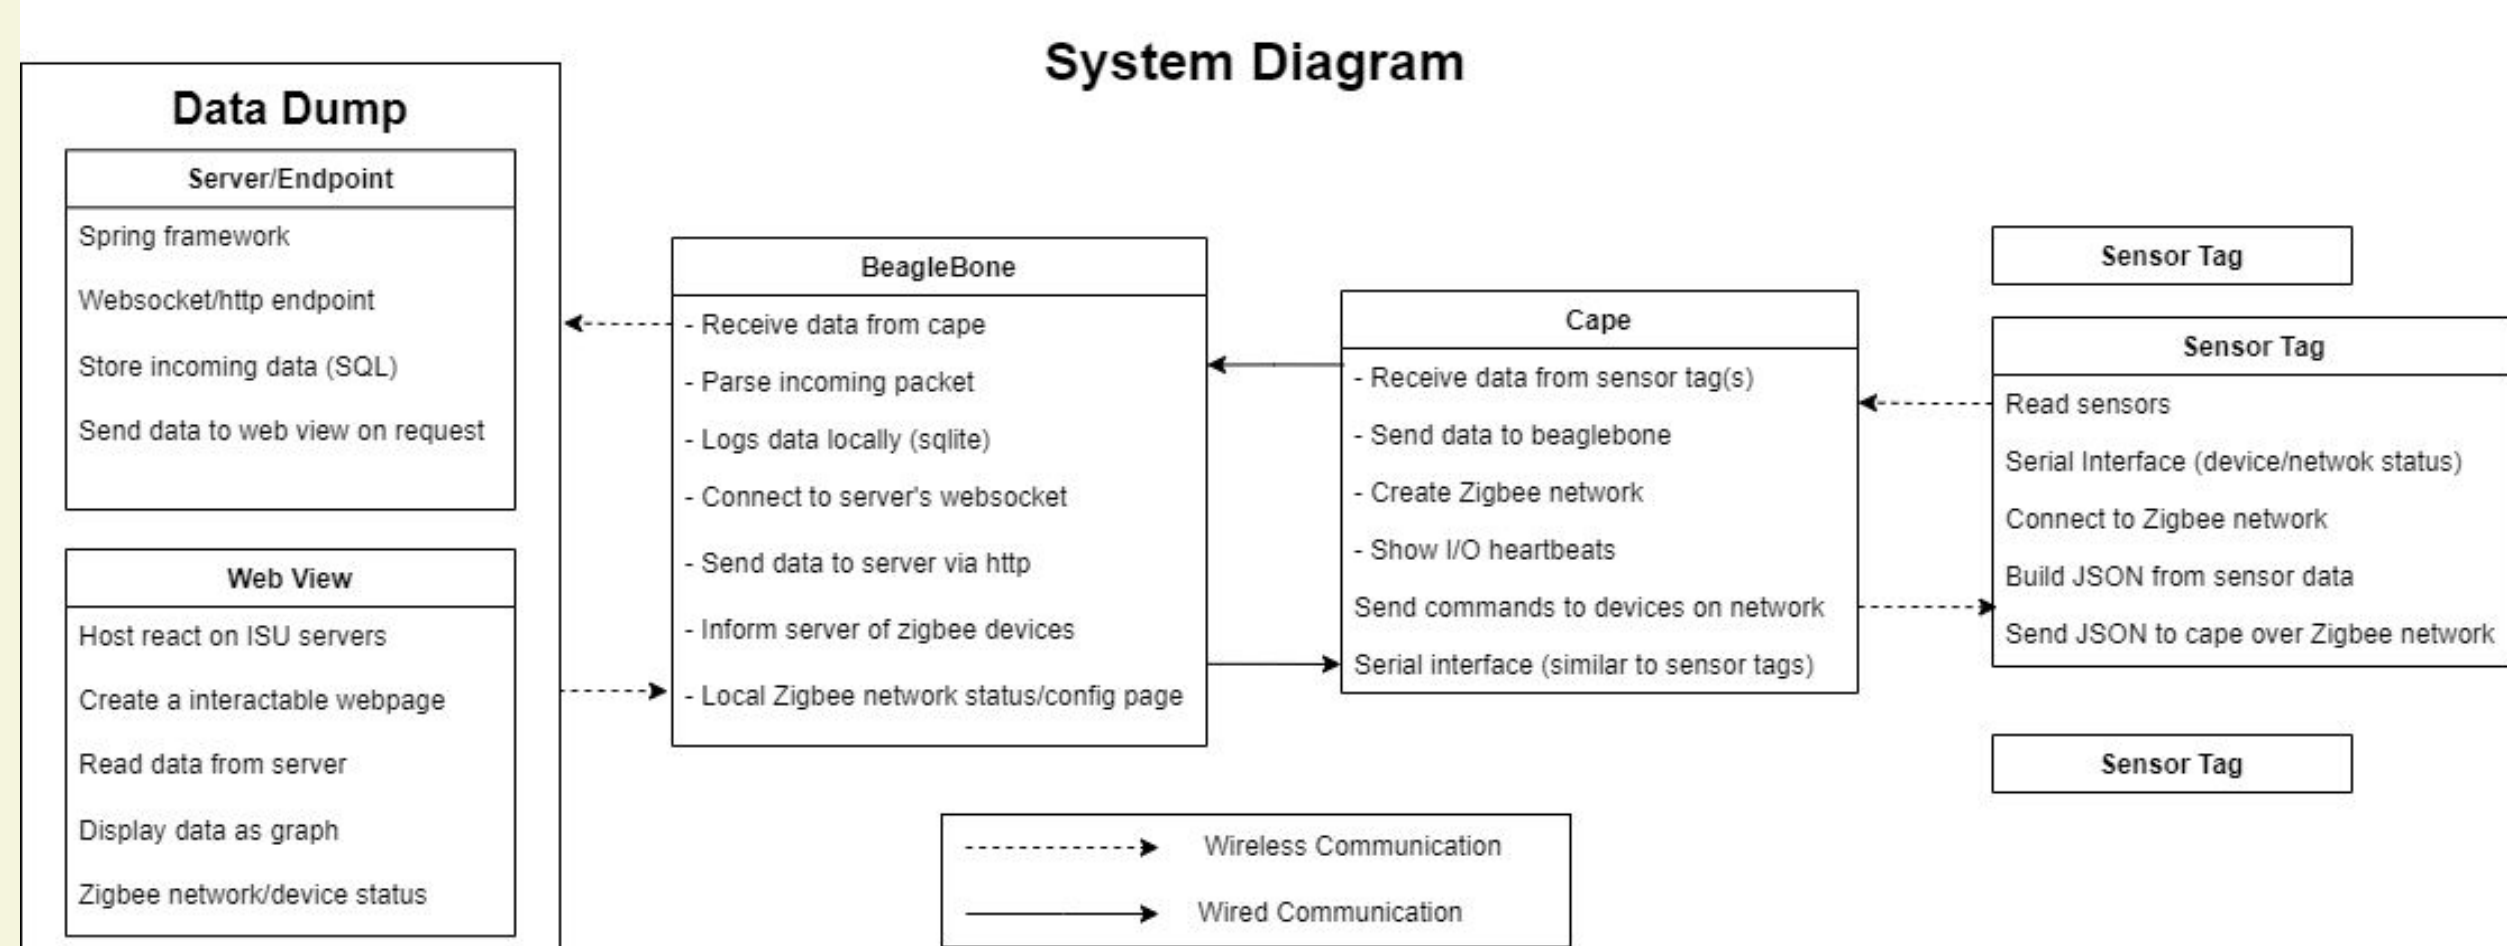 System Diagram
Data Dump
Server/Endpoint
Spring framework
Websocket/http endpoint
Store incoming data (SQL)
Send data to web view on request
Web View
Host react on ISU servers
Create a interactable webpage
Read data from server
Display data as graph
Zigbee network/device status
BeagleBone
- Receive data from cape
- Parse incoming packet
- Logs data locally (sqlite)
- Connect to server's websocket
- Send data to server via http
- Inform server of zigbee devices
- Local Zigbee network status/config page
Cape
- Receive data from sensor tag(s)
- Send data to beaglebone
- Create Zigbee network
- Show I/O heartbeats
Send commands to devices on network
Serial interface (similar to sensor tags)
Sensor Tag
Sensor Tag
Read sensors
Serial Interface (device/netwok status)
Connect to Zigbee network
Build JSON from sensor data
Send JSON to cape over Zigbee network
Sensor Tag
Wireless Communication
Wired Communication